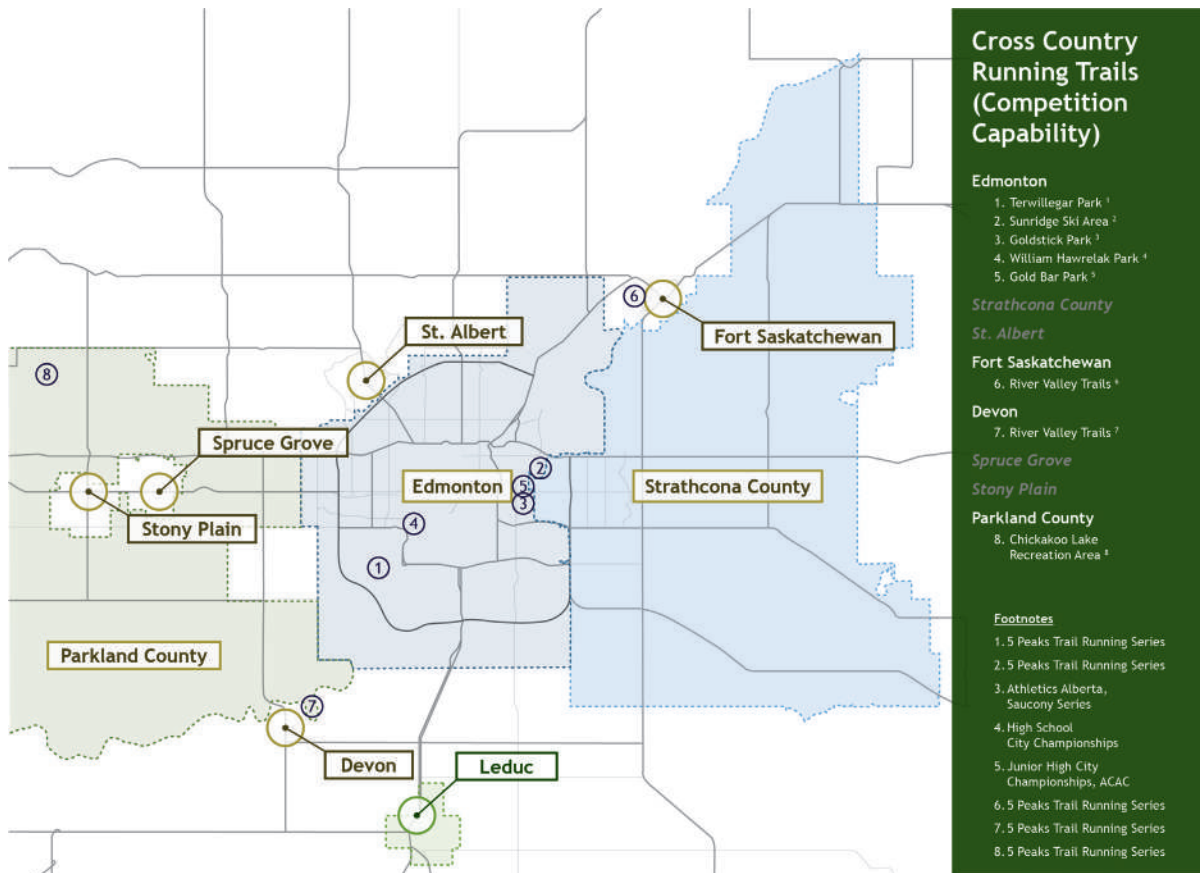 Cross Country
Running Trails
(Competition
Capability)
Edmonton
1. Terwillegar Park ¹
2. Sunridge Ski Area ²
3. Goldstick Park ³
4. William Hawrelak Park ⁴
5. Gold Bar Park ⁵
Strathcona County
St. Albert
Fort Saskatchewan
6. River Valley Trails ⁶
Devon
7. River Valley Trails ⁷
Spruce Grove
Stony Plain
Parkland County
8. Chickakoo Lake
Recreation Area ⁸
Footnotes
1. 5 Peaks Trail Running Series
2. 5 Peaks Trail Running Series
3. Athletics Alberta,
Saucony Series
4. High School
City Championships
5. Junior High City
Championships, ACAC
6. 5 Peaks Trail Running Series
7. 5 Peaks Trail Running Series
8. 5 Peaks Trail Running Series
6
St. Albert
Fort Saskatchewan
8
Spruce Grove
2
Edmonton
5
Strathcona County
3
Stony Plain
4
1
Parkland County
7
Devon
Leduc